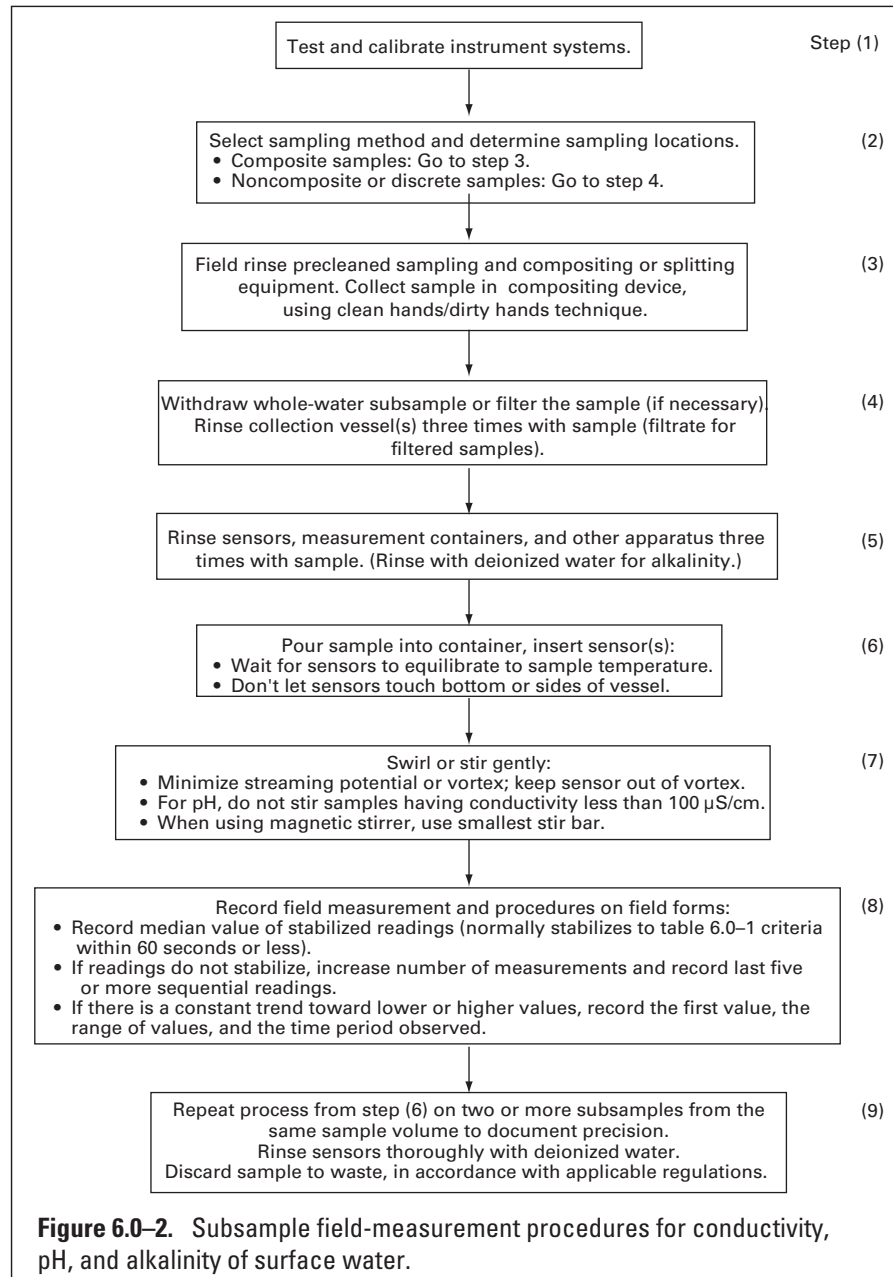 Test and calibrate instrument systems. Step (1)
Select sampling method and determine sampling locations. (2)
• Composite samples: Go to step 3.
• Noncomposite or discrete samples: Go to step 4.
Field rinse precleaned sampling and compositing or splitting (3)
equipment. Collect sample in compositing device,
using clean hands/dirty hands technique.
Withdraw whole-water subsample or filter the sample (if necessary). (4)
Rinse collection vessel(s) three times with sample (filtrate for
filtered samples).
Rinse sensors, measurement containers, and other apparatus three (5)
times with sample. (Rinse with deionized water for alkalinity.)
Pour sample into container, insert sensor(s): (6)
• Wait for sensors to equilibrate to sample temperature.
• Don't let sensors touch bottom or sides of vessel.
Swirl or stir gently: (7)
• Minimize streaming potential or vortex; keep sensor out of vortex.
• For pH, do not stir samples having conductivity less than 100 µS/cm.
• When using magnetic stirrer, use smallest stir bar.
Record field measurement and procedures on field forms: (8)
• Record median value of stabilized readings (normally stabilizes to table 6.0–1 criteria
within 60 seconds or less).
• If readings do not stabilize, increase number of measurements and record last five
or more sequential readings.
• If there is a constant trend toward lower or higher values, record the first value, the
range of values, and the time period observed.
Repeat process from step (6) on two or more subsamples from the (9)
same sample volume to document precision.
Rinse sensors thoroughly with deionized water.
Discard sample to waste, in accordance with applicable regulations.
Figure 6.0–2. Subsample field-measurement procedures for conductivity,
pH, and alkalinity of surface water.